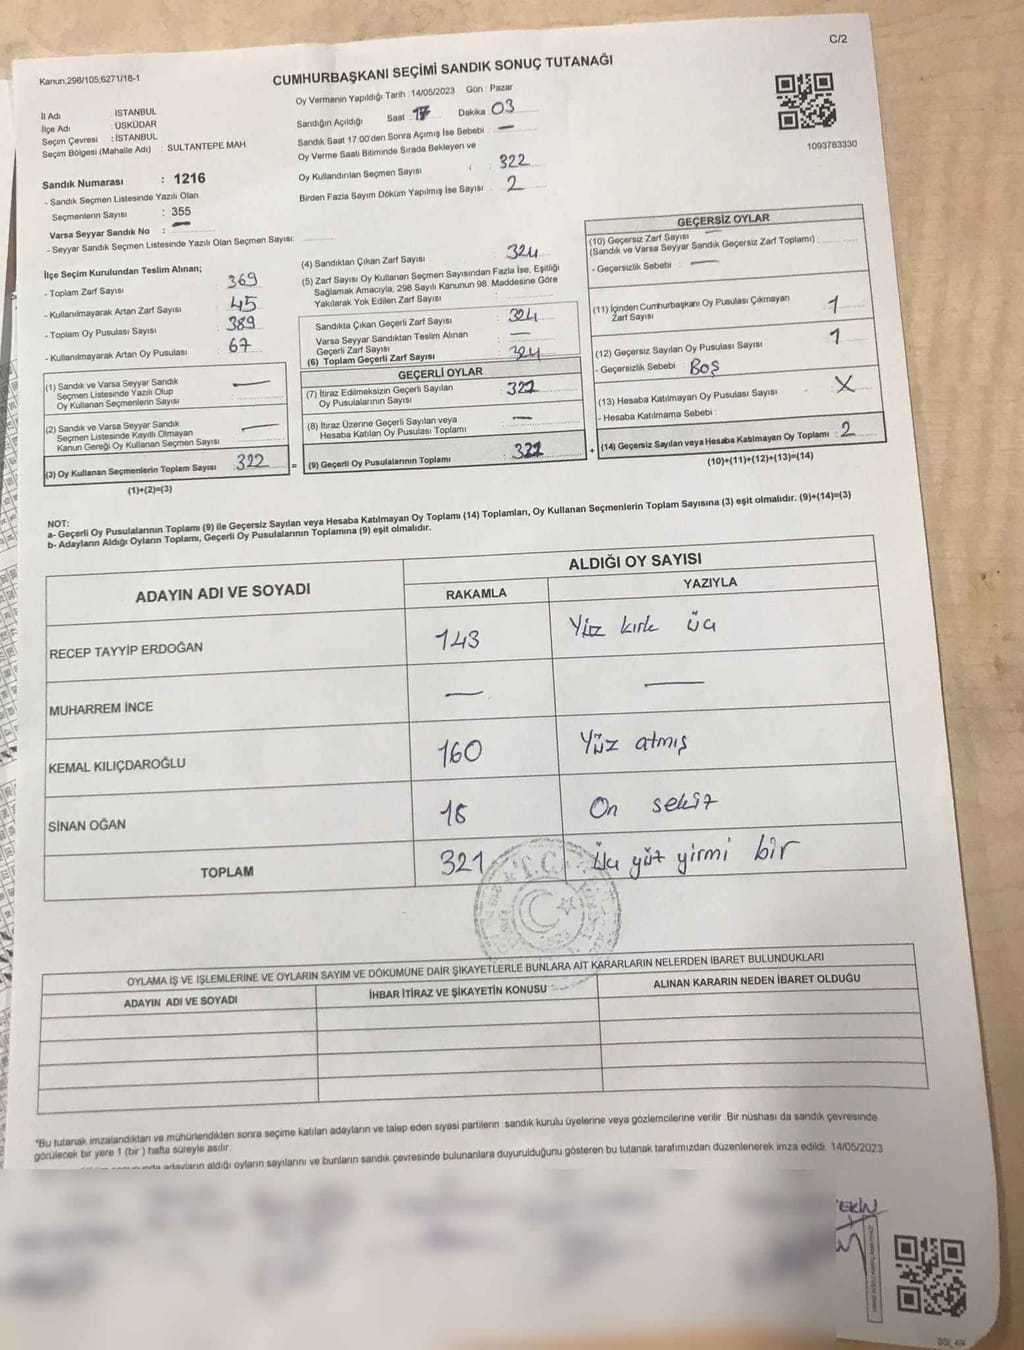 C/2
Kanun,298/105;6271/18-1
CUMHURBAŞKANI SEÇİMİ SANDIK SONUÇ TUTANAĞI
İl Adı : İSTANBUL
İlçe Adı : ÜSKÜDAR
Seçim Çevresi : İSTANBUL
Seçim Bölgesi (Mahalle Adı) : SULTANTEPE MAH.
Oy Vermenin Yapıldığı Tarih : 14/05/2023 Gün : Pazar
Sandığın Açıldığı Saat : 17 Dakika : 03
Sandık Saat 17:00'den Sonra Açımış İse Sebebi : —
Oy Verme Saati Bitiminde Sırada Bekleyen ve
Oy Kullandırılan Seçmen Sayısı : 322
Birden Fazla Sayım Döküm Yapılmış İse Sayısı : 2
1093783330
Sandık Numarası : 1216
- Sandık Seçmen Listesinde Yazılı Olan
Seçmenlerin Sayısı : 355
Varsa Seyyar Sandık No : —
- Seyyar Sandık Seçmen Listesinde Yazılı Olan Seçmen Sayısı:
İlçe Seçim Kurulundan Teslim Alınan;
- Toplam Zarf Sayısı 369
- Kullanılmayarak Artan Zarf Sayısı 45
- Toplam Oy Pusulası Sayısı 389
- Kullanılmayarak Artan Oy Pusulası 67
(1) Sandık ve Varsa Seyyar Sandık
Seçmen Listesinde Yazılı Olup
Oy Kullanan Seçmenlerin Sayısı —
(2) Sandık ve Varsa Seyyar Sandık
Seçmen Listesinde Kayıtlı Olmayan
Kanun Gereği Oy Kullanan Seçmen Sayısı —
(3) Oy Kullanan Seçmenlerin Toplam Sayısı : 322 =
(1)+(2)=(3)
(4) Sandıktan Çıkan Zarf Sayısı 324
(5) Zarf Sayısı Oy Kullanan Seçmen Sayısından Fazla İse, Eşitliği
Sağlamak Amacıyla, 298 Sayılı Kanunun 98. Maddesine Göre
Yakılarak Yok Edilen Zarf Sayısı
Sandıkta Çıkan Geçerli Zarf Sayısı 324
Varsa Seyyar Sandıktan Teslim Alınan
Geçerli Zarf Sayısı —
(6) Toplam Geçerli Zarf Sayısı 324
GEÇERLİ OYLAR
(7) İtiraz Edilmeksizin Geçerli Sayılan
Oy Pusulalarının Sayısı
(8) İtiraz Üzerine Geçerli Sayılan veya
Hesaba Katılan Oy Pusulası Toplamı —
(9) Geçerli Oy Pusulalarının Toplamı : +
GEÇERSİZ OYLAR
(10) Geçersiz Zarf Sayısı —
(Sandık ve Varsa Seyyar Sandık Geçersiz Zarf Toplamı) :
- Geçersizlik Sebebi : —
(11) İçinden Cumhurbaşkanı Oy Pusulası Çıkmayan
Zarf Sayısı 1
(12) Geçersiz Sayılan Oy Pusulası Sayısı 1
- Geçersizlik Sebebi : BOŞ
(13) Hesaba Katılmayan Oy Pusulası Sayısı X
- Hesaba Katılmama Sebebi :
(14) Geçersiz Sayılan veya Hesaba Katılmayan Oy Toplamı : 2
(10)+(11)+(12)+(13)=(14)
NOT:
a- Geçerli Oy Pusulalarının Toplamı (9) ile Geçersiz Sayılan veya Hesaba Katılmayan Oy Toplamı (14) Toplamları, Oy Kullanan Seçmenlerin Toplam Sayısına (3) eşit olmalıdır. (9)+(14)=(3)
b- Adayların Aldığı Oyların Toplamı, Geçerli Oy Pusulalarının Toplamına (9) eşit olmalıdır.
ADAYIN ADI VE SOYADI
ALDIĞI OY SAYISI
RAKAMLA YAZIYLA
RECEP TAYYİP ERDOĞAN 143 Yüz kırk üç
MUHARREM İNCE — —
KEMAL KILIÇDAROĞLU 160 Yüz atmış
SİNAN OĞAN 18 On sekiz
TOPLAM 321 Üç yüz yirmi bir
T.C.
OYLAMA İŞ VE İŞLEMLERİNE VE OYLARIN SAYIM VE DÖKÜMÜNE DAİR ŞİKAYETLERLE BUNLARA AİT KARARLARIN NELERDEN İBARET BULUNDUKLARI
ADAYIN ADI VE SOYADI İHBAR İTİRAZ VE ŞİKAYETİN KONUSU ALINAN KARARIN NEDEN İBARET OLDUĞU
"Bu tutanak imzalandıktan ve mühürlendikten sonra seçime katılan adayların ve talep eden siyasi partilerin sandık kurulu üyelerine veya gözlemcilerine verilir. Bir nüshası da sandık çevresinde
görülecek bir yere 1 (bir) hafta süreyle asılır.
adayların aldığı oyların sayılarını ve bunların sandık çevresinde bulunanlara duyurulduğunu gösteren bu tutanak tarafımızdan düzenlenerek imza edildi. 14/05/2023